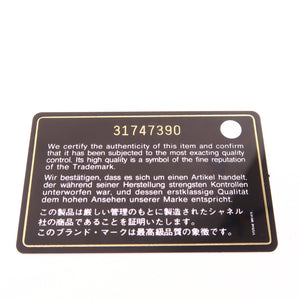 31747390
We certify the authenticity of this item and confirm
that it has been subjected to the most exacting quality
control. Its high quality is a symbol of the fine reputation
of the Trademark.
Wir bestätigen, dass es sich um einen Artikel handelt,
der während seiner Herstellung strengsten Kontrollen
unterworfen war, und dessen erstklassige Qualität
dem hohen Ansehen unserer Marke entspricht.
この製品は厳しい管理のもとに製造されたシャネル
社の商品であることを証明いたします。
このブランド・マークは最高級品質の象徴です。